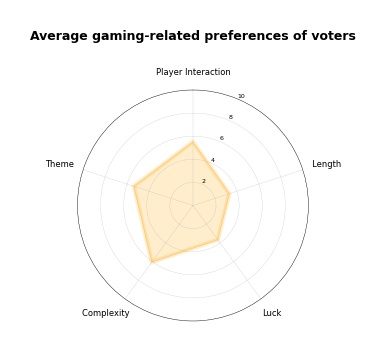 Average gaming-related preferences of voters
Player Interaction
10
8
6
4
2
Theme
Length
Complexity
Luck